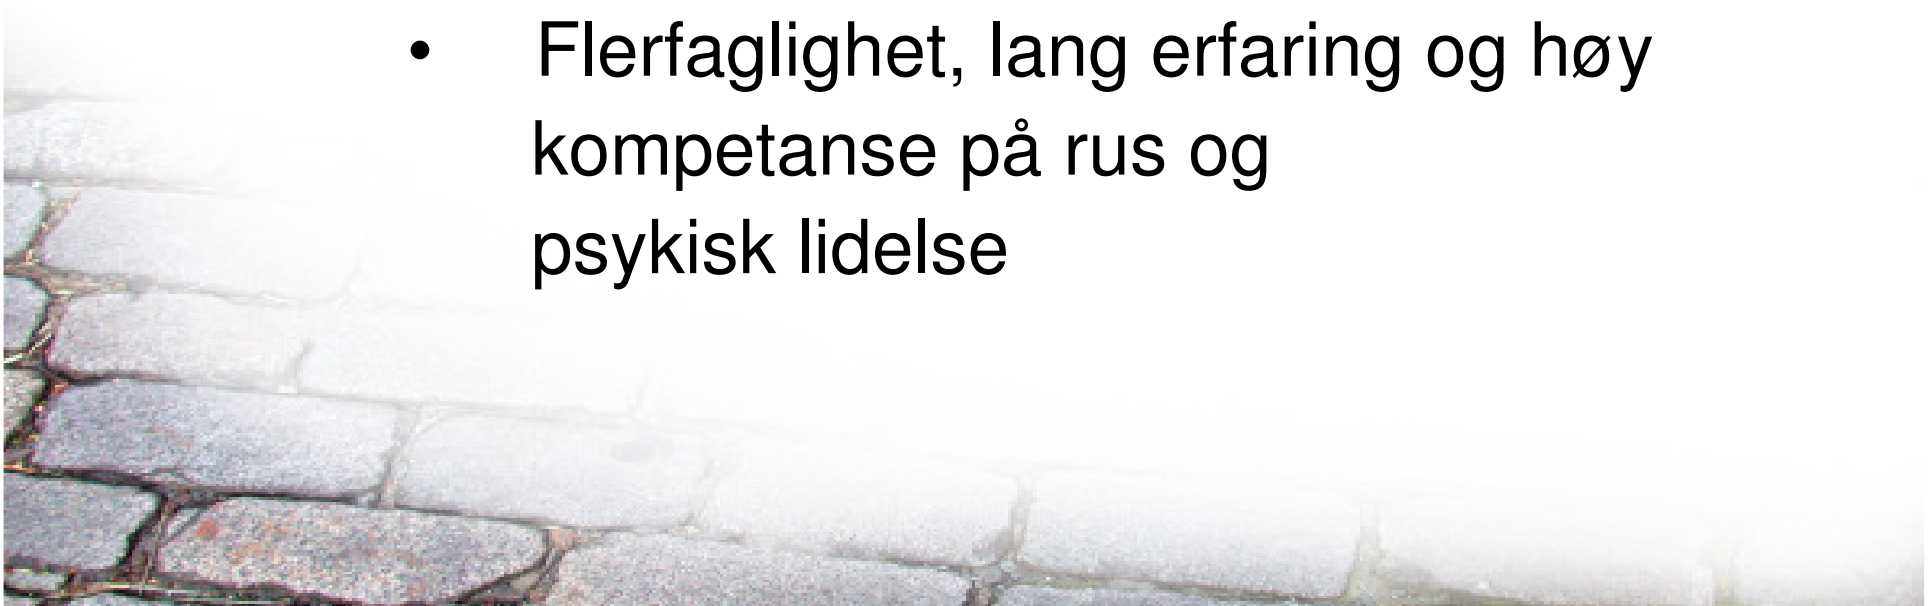 • Flerfaglighet, lang erfaring og høy
kompetanse på rus og
psykisk lidelse